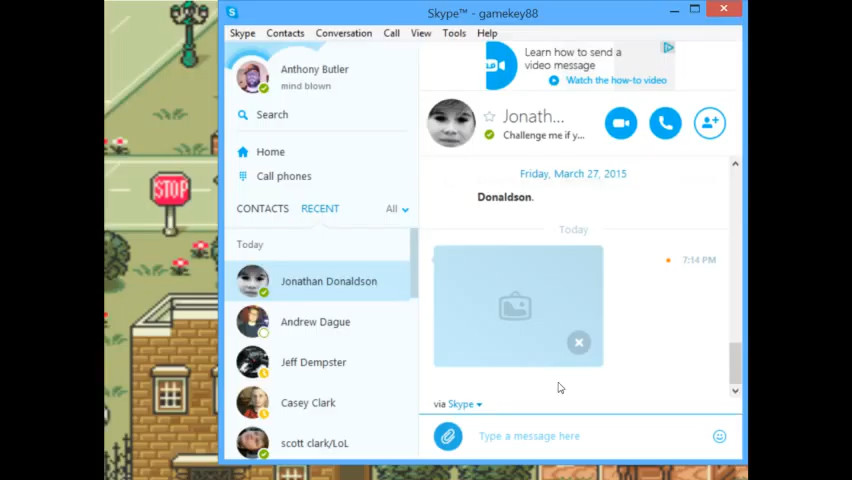 Skype™ - gamekey88
Skype Contacts Conversation Call View Tools Help
Anthony Butler
mind blown
Search
Home
Call phones
CONTACTS RECENT All
Today
Jonathan Donaldson
Andrew Dague
Jeff Dempster
Casey Clark
scott clark/LoL
Learn how to send a
video message
Watch the how-to video
Jonath...
Challenge me if y...
Friday, March 27, 2015
Donaldson.
Today
7:14 PM
via Skype
Type a message here
STOP